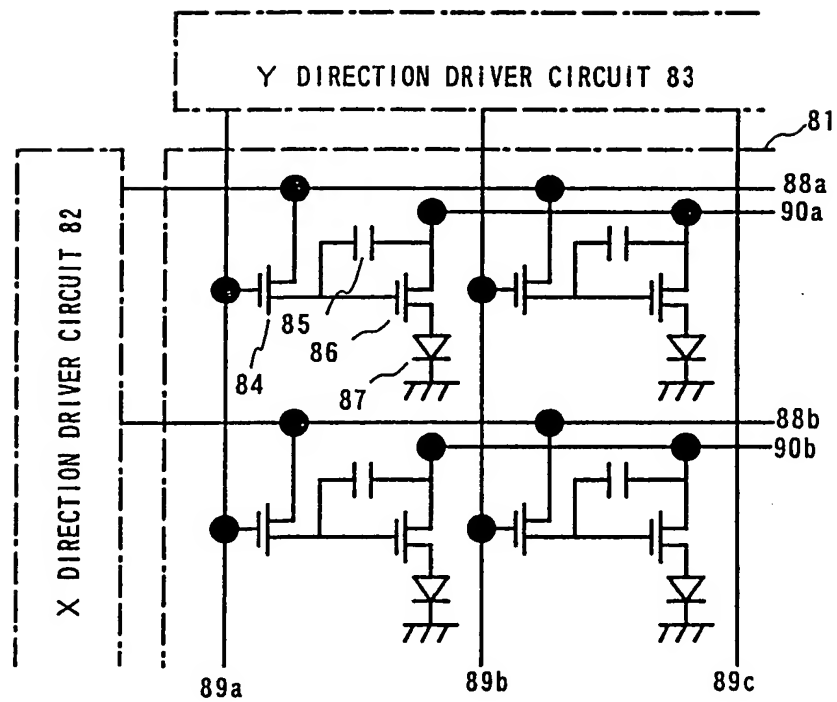 Y DIRECTION DRIVER CIRCUIT 83
81
X DIRECTION DRIVER CIRCUIT 82
88a
90a
85
86
84
87
88b
90b
89a
89b
89c